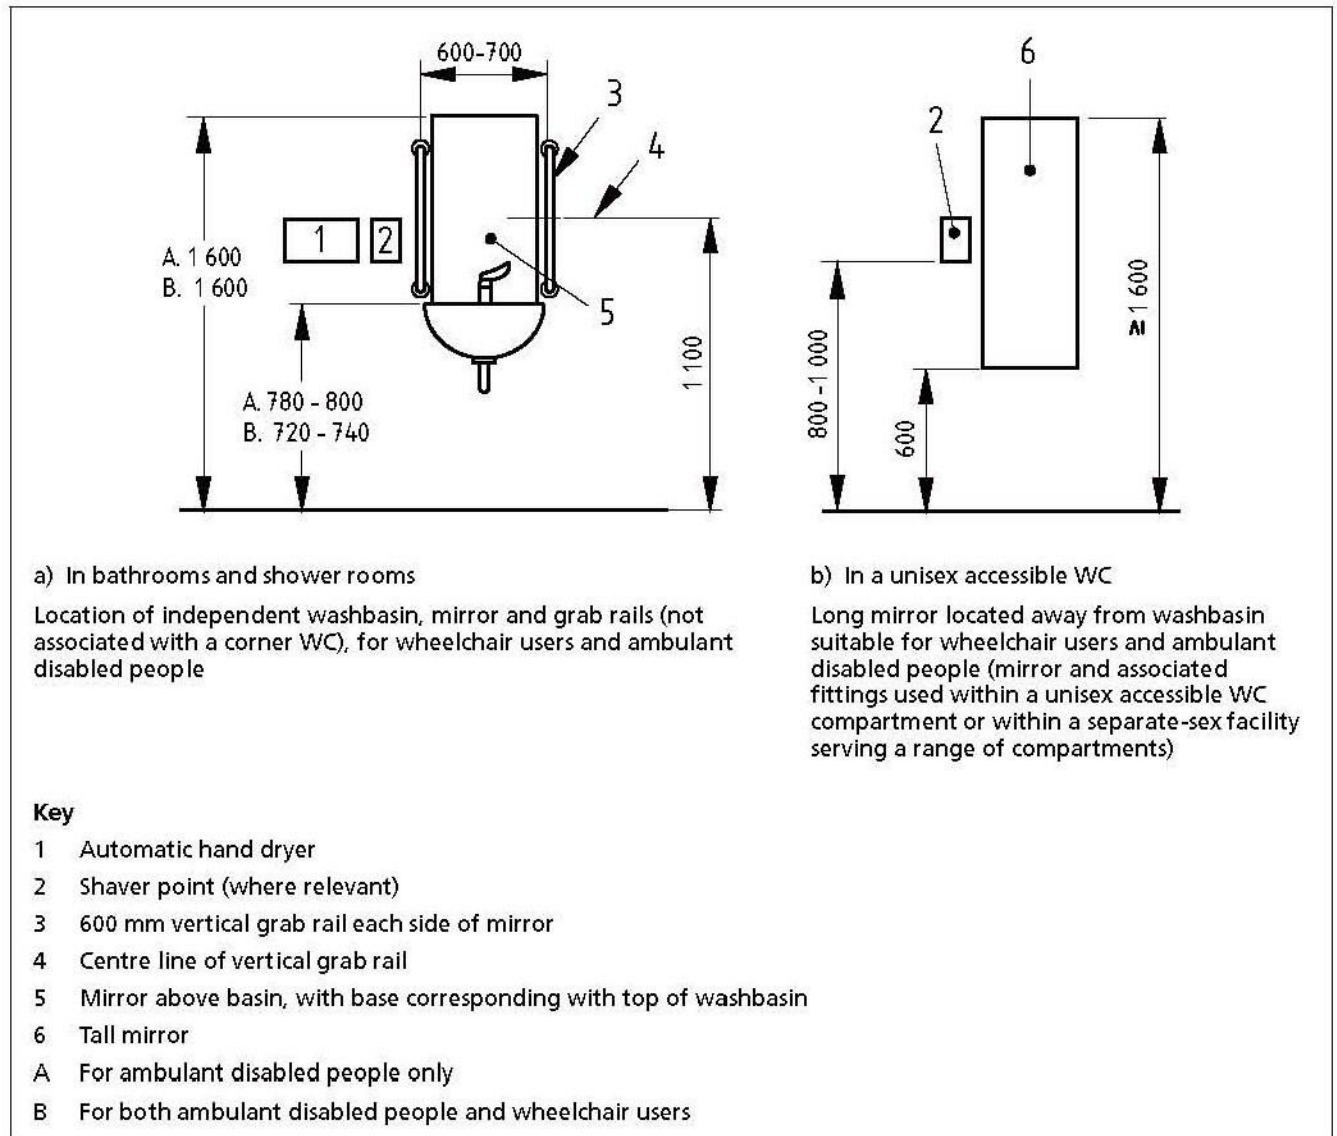 600-700
3
4
1
2
A. 1 600
B. 1 600
5
A. 780 - 800
B. 720 - 740
1 100
6
2
800 -1 000
600
≥ 1 600
a) In bathrooms and shower rooms
Location of independent washbasin, mirror and grab rails (not
associated with a corner WC), for wheelchair users and ambulant
disabled people
b) In a unisex accessible WC
Long mirror located away from washbasin
suitable for wheelchair users and ambulant
disabled people (mirror and associated
fittings used within a unisex accessible WC
compartment or within a separate-sex facility
serving a range of compartments)
Key
1 Automatic hand dryer
2 Shaver point (where relevant)
3 600 mm vertical grab rail each side of mirror
4 Centre line of vertical grab rail
5 Mirror above basin, with base corresponding with top of washbasin
6 Tall mirror
A For ambulant disabled people only
B For both ambulant disabled people and wheelchair users